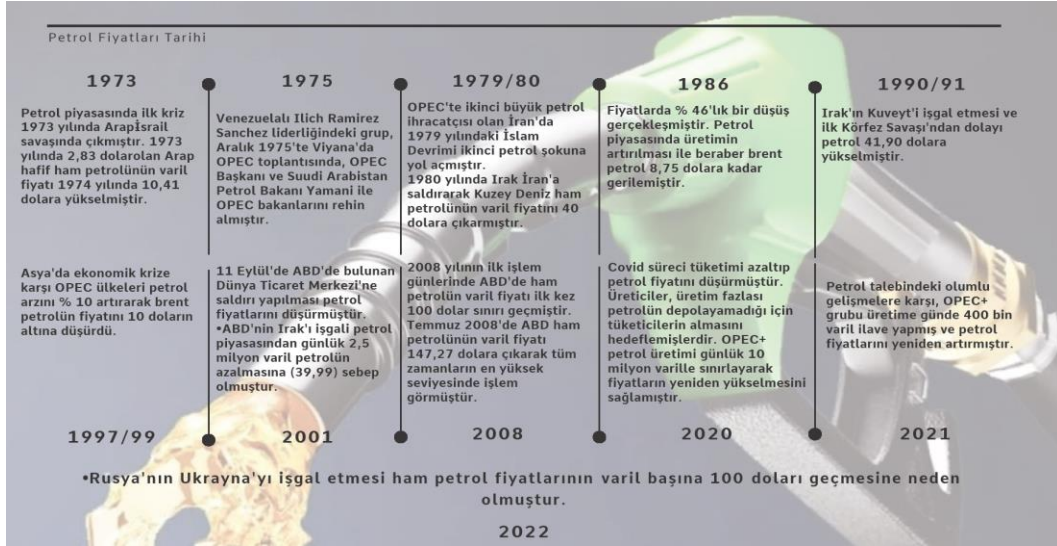 Petrol Fiyatları Tarihi
1973
Petrol piyasasında ilk kriz
1973 yılında Arapİsrail
savaşında çıkmıştır. 1973
yılında 2,83 dolarolan Arap
hafif ham petrolünün varil
fiyatı 1974 yılında 10,41
dolara yükselmiştir.
1975
Venezuelalı Ilich Ramirez
Sanchez liderliğindeki grup,
Aralık 1975'te Viyana'da
OPEC toplantısında, OPEC
Başkanı ve Suudi Arabistan
Petrol Bakanı Yamani ile
OPEC bakanlarını rehin
almıştır.
1979/80
OPEC'te ikinci büyük petrol
ihracatçısı olan İran'da
1979 yılındaki İslam
Devrimi ikinci petrol şokuna
yol açmıştır.
1980 yılında Irak İran'a
saldırarak Kuzey Deniz ham
petrolünün varil fiyatını 40
dolara çıkarmıştır.
1986
Fiyatlarda % 46'lık bir düşüş
gerçekleşmiştir. Petrol
piyasasında üretimin
artırılması ile beraber brent
petrol 8,75 dolara kadar
gerilemiştir.
1990/91
Irak'ın Kuveyt'i işgal etmesi ve
ilk Körfez Savaşı'ndan dolayı
petrol 41,90 dolara
yükselmiştir.
Asya'da ekonomik krize
karşı OPEC ülkeleri petrol
arzını % 10 artırarak brent
petrolün fiyatını 10 doların
altına düşürdü.
1997/99
11 Eylül'de ABD'de bulunan
Dünya Ticaret Merkezi'ne
saldırı yapılması petrol
fiyatlarını düşürmüştür.
•ABD'nin Irak'ı işgali petrol
piyasasından günlük 2,5
milyon varil petrolün
azalmasına (39,99) sebep
olmuştur.
2001
2008 yılının ilk işlem
günlerinde ABD'de ham
petrolün varil fiyatı ilk kez
100 dolar sınırı geçmiştir.
Temmuz 2008'de ABD ham
petrolünün varil fiyatı
147,27 dolara çıkarak tüm
zamanların en yüksek
seviyesinde işlem
görmüştür.
2008
Covid süreci tüketimi azaltıp
petrol fiyatını düşürmüştür.
Üreticiler, üretim fazlası
petrolün depolayamadığı için
tüketicilerin almasını
hedeflemişlerdir. OPEC+
petrol üretimi günlük 10
milyon varille sınırlayarak
fiyatların yeniden yükselmesini
sağlamıştır.
2020
Petrol talebindeki olumlu
gelişmelere karşı, OPEC+
grubu üretime günde 400 bin
varil ilave yapmış ve petrol
fiyatlarını yeniden artırmıştır.
2021
•Rusya'nın Ukrayna'yı işgal etmesi ham petrol fiyatlarının varil başına 100 doları geçmesine neden
olmuştur.
2022